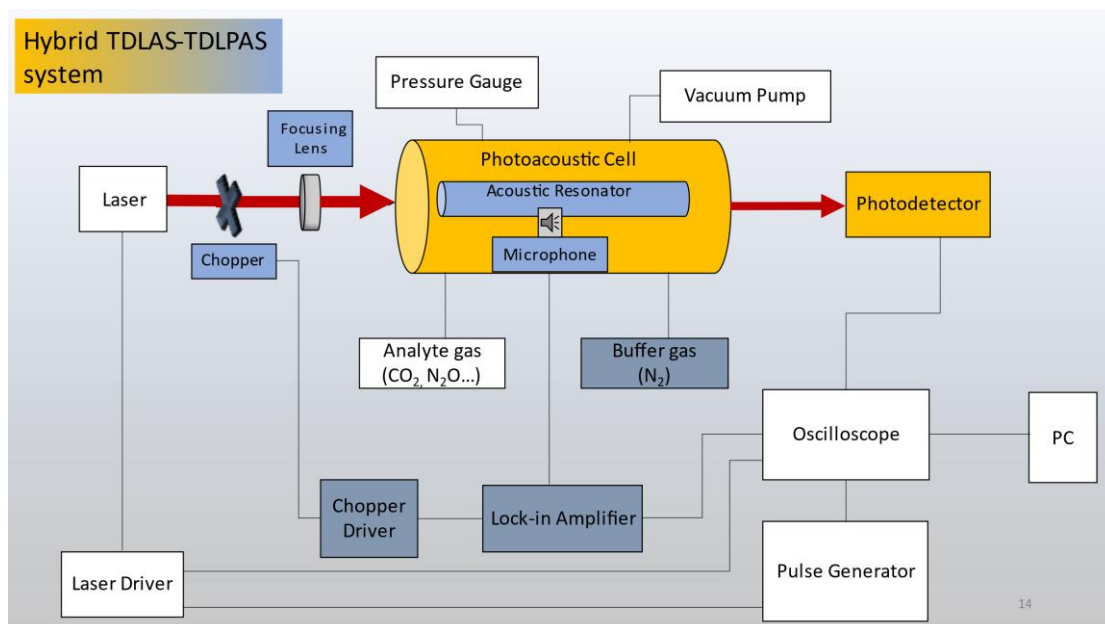 Hybrid TDLAS-TDLPAS
system
Pressure Gauge
Vacuum Pump
Focusing
Lens
Photoacoustic Cell
Acoustic Resonator
Laser
Photodetector
Chopper
Microphone
Analyte gas
(CO₂, N₂O...)
Buffer gas
(N₂)
Oscilloscope
PC
Chopper
Driver
Lock-in Amplifier
Laser Driver
Pulse Generator
14